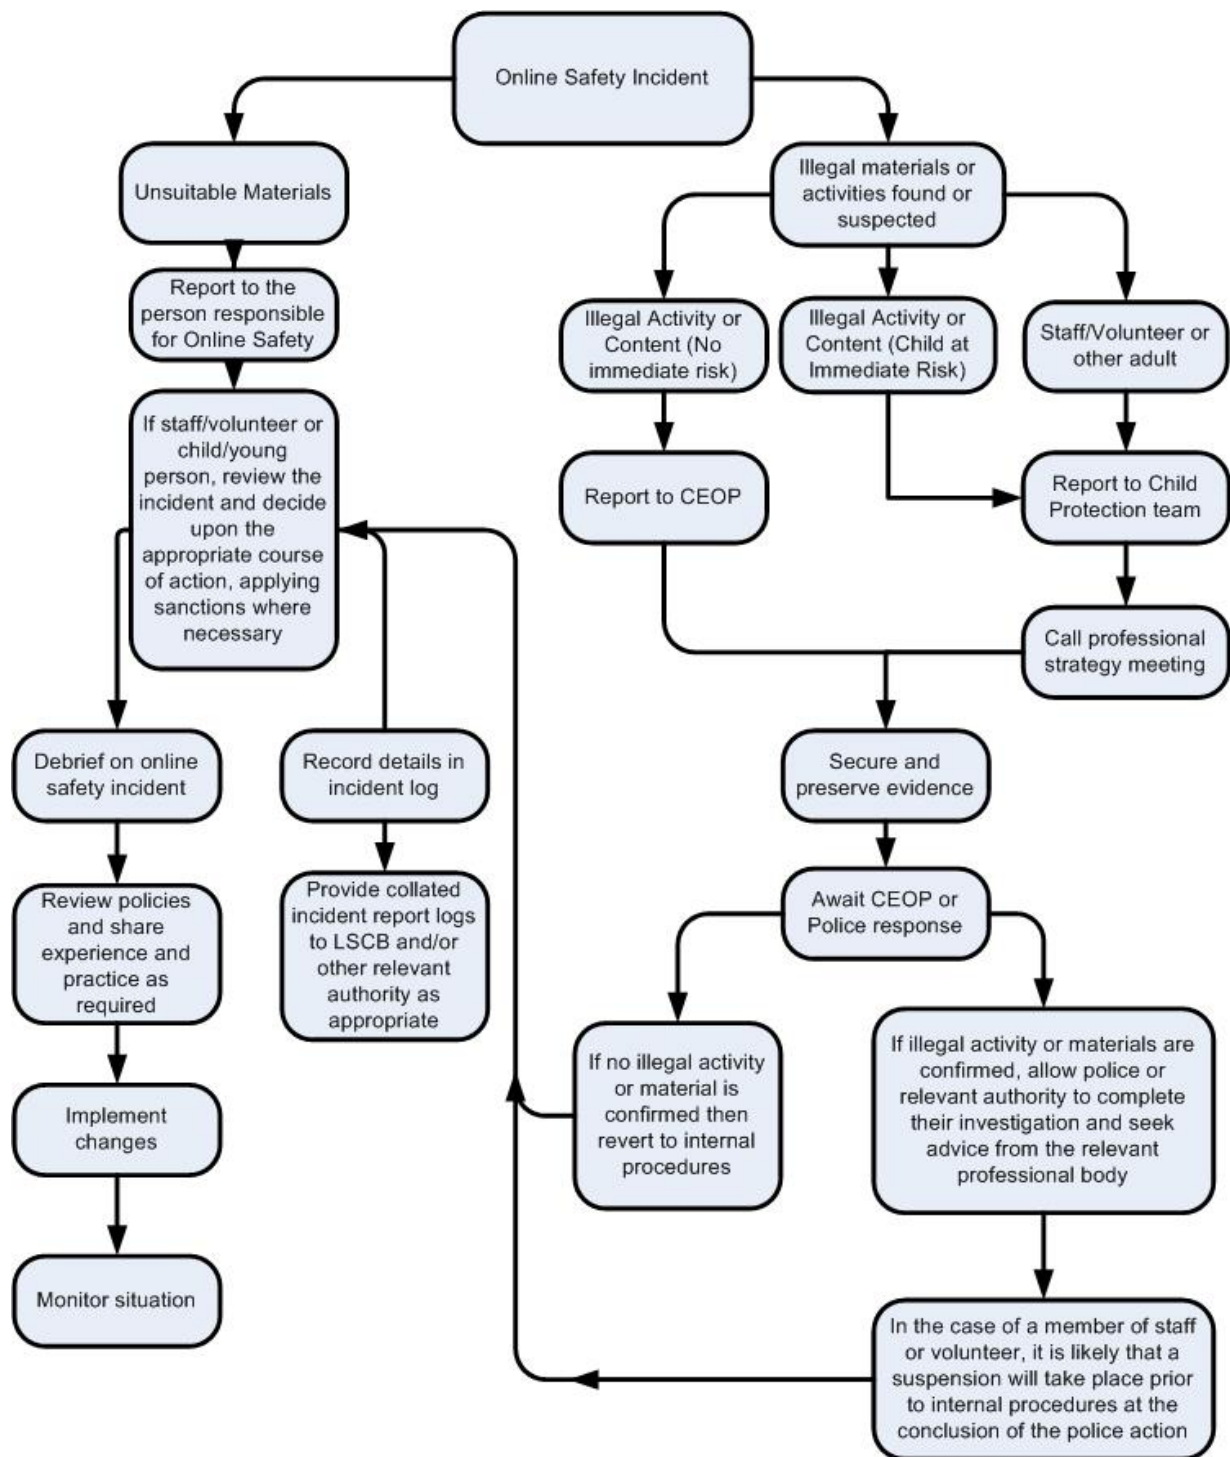 Online Safety Incident
Unsuitable Materials
Report to the
person responsible
for Online Safety
If staff/volunteer or
child/young
person, review the
incident and decide
upon the
appropriate course
of action, applying
sanctions where
necessary
Debrief on online
safety incident
Review policies
and share
experience and
practice as
required
Implement
changes
Monitor situation
Record details in
incident log
Provide collated
incident report logs
to LSCB and/or
other relevant
authority as
appropriate
Illegal materials or
activities found or
suspected
Illegal Activity or
Content (No
immediate risk)
Illegal Activity or
Content (Child at
Immediate Risk)
Staff/Volunteer or
other adult
Report to CEOP
Report to Child
Protection team
Call professional
strategy meeting
Secure and
preserve evidence
Await CEOP or
Police response
If no illegal activity
or material is
confirmed then
revert to internal
procedures
If illegal activity or materials are
confirmed, allow police or
relevant authority to complete
their investigation and seek
advice from the relevant
professional body
In the case of a member of staff
or volunteer, it is likely that a
suspension will take place prior
to internal procedures at the
conclusion of the police action